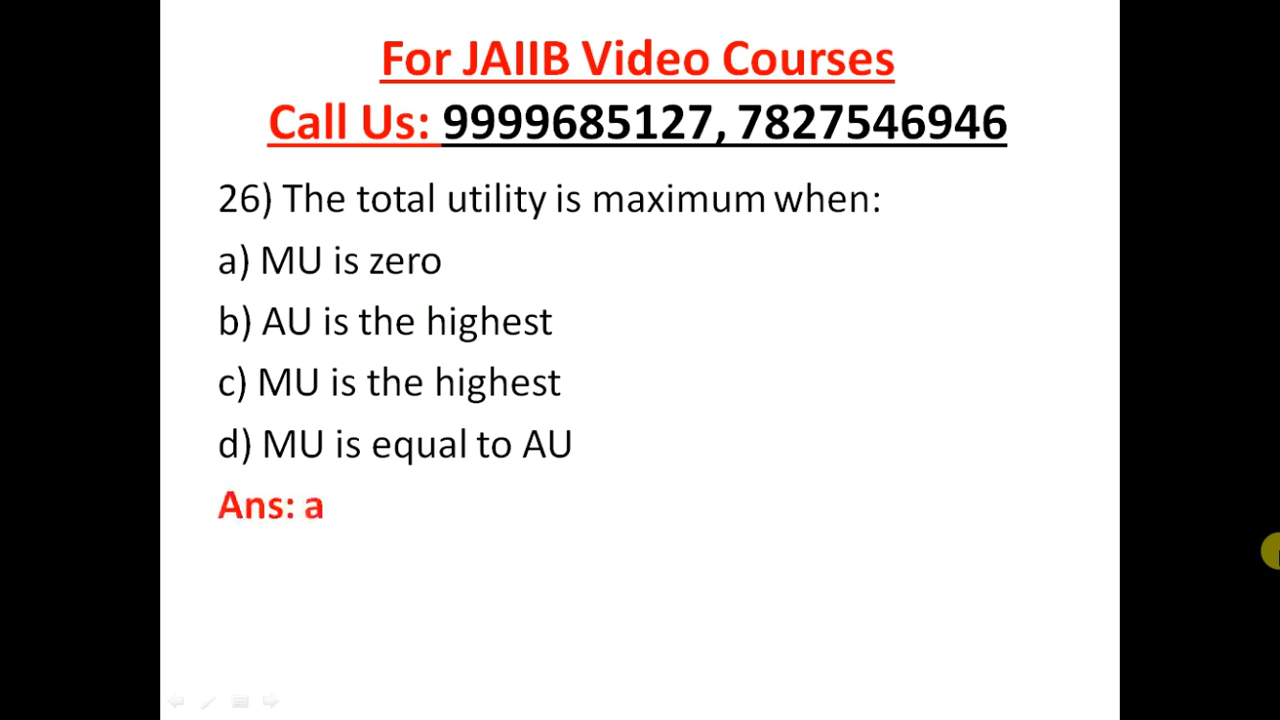 For JAIIB Video Courses
Call Us: 9999685127, 7827546946
26) The total utility is maximum when:
a) MU is zero
b) AU is the highest
c) MU is the highest
d) MU is equal to AU
Ans: a